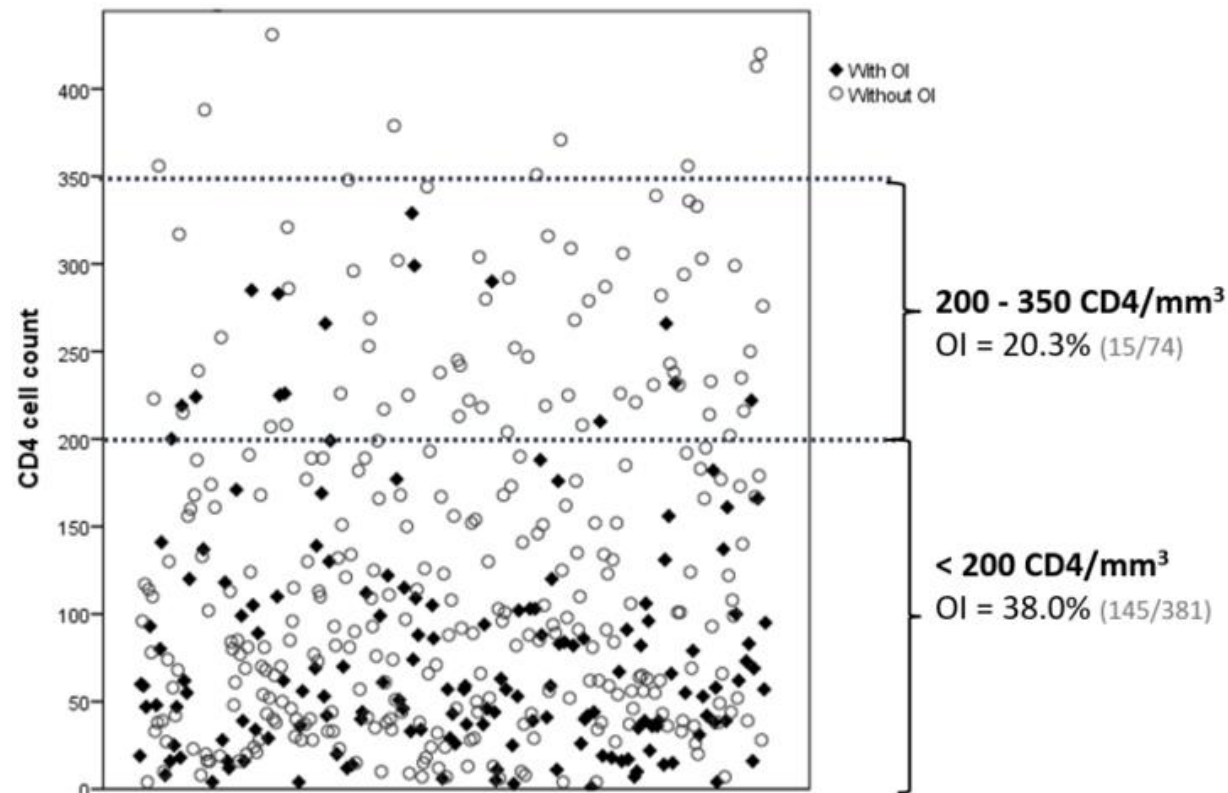 CD4 cell count
400
350
300
250
200
150
100
50
0
With OI
Without OI
200 - 350 CD4/mm³
OI = 20.3% (15/74)
< 200 CD4/mm³
OI = 38.0% (145/381)